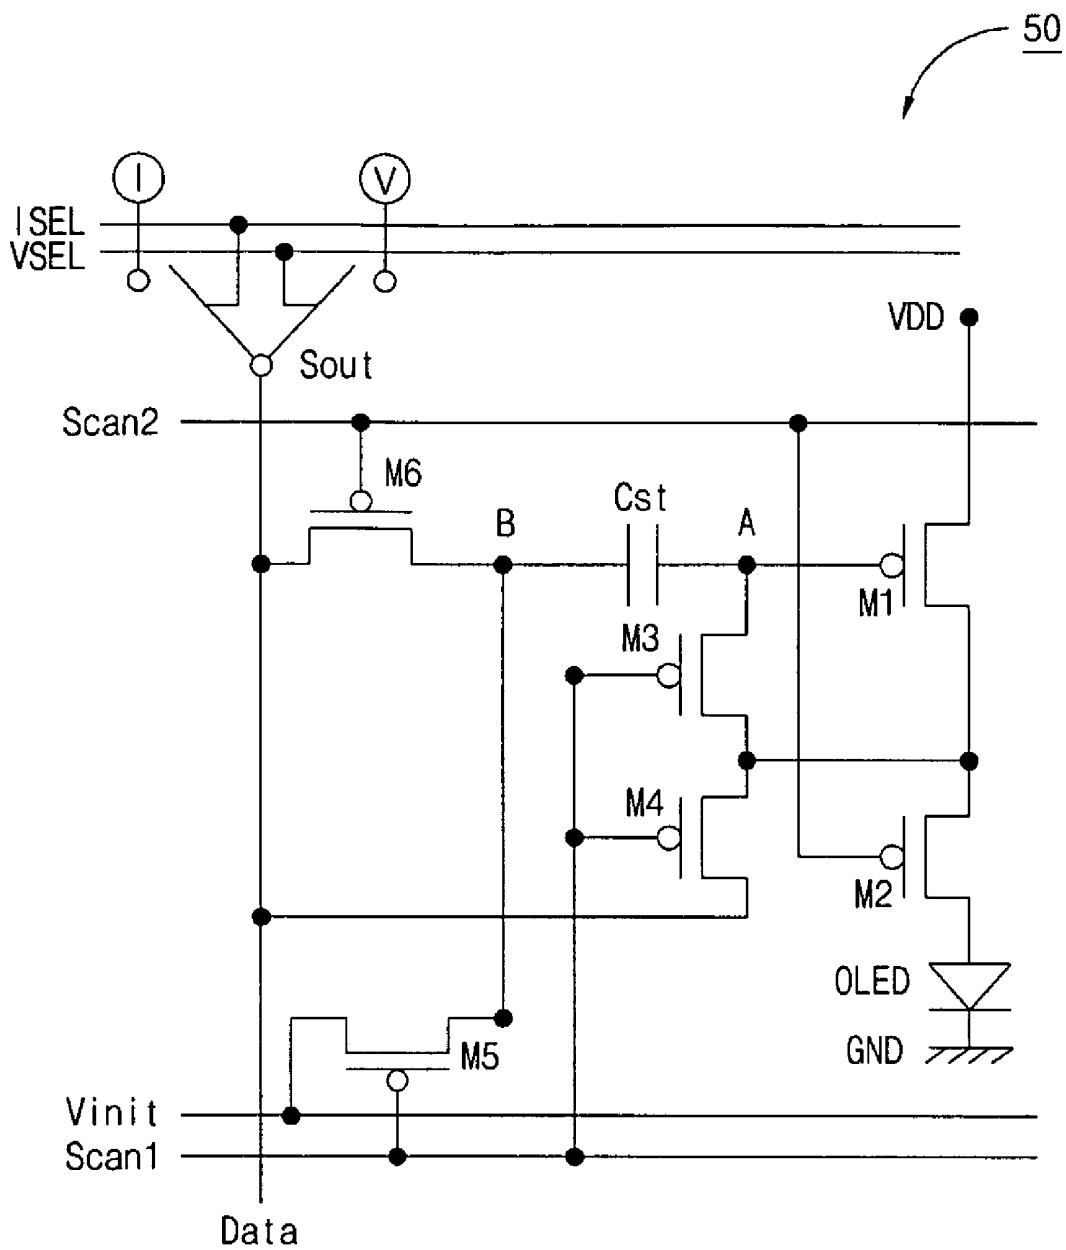 50
I
V
ISEL
VSEL
VDD
Sout
Scan2
M6
Cst
B
A
M1
M3
M4
M2
OLED
GND
M5
Vinit
Scan1
Data